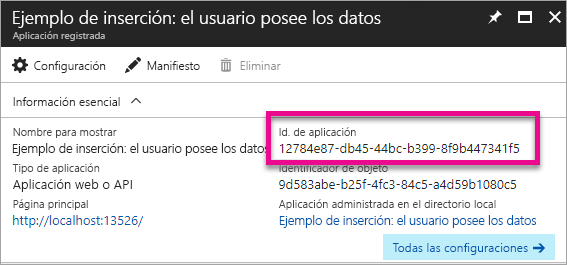 Ejemplo de inserción: el usuario posee los datos
Aplicación registrada
Configuración
Manifiesto
Eliminar
Información esencial
Nombre para mostrar
Ejemplo de inserción: el usuario posee los datos
Tipo de aplicación
Aplicación web o API
Página principal
http://localhost:13526/
Id. de aplicación
12784e87-db45-44bc-b399-8f9b447341f5
Identificador de objeto
9d583abe-b25f-4fc3-84c5-a4d59b1080c5
Aplicación administrada en el directorio local
Ejemplo de inserción: el usuario posee los datos
Todas las configuraciones